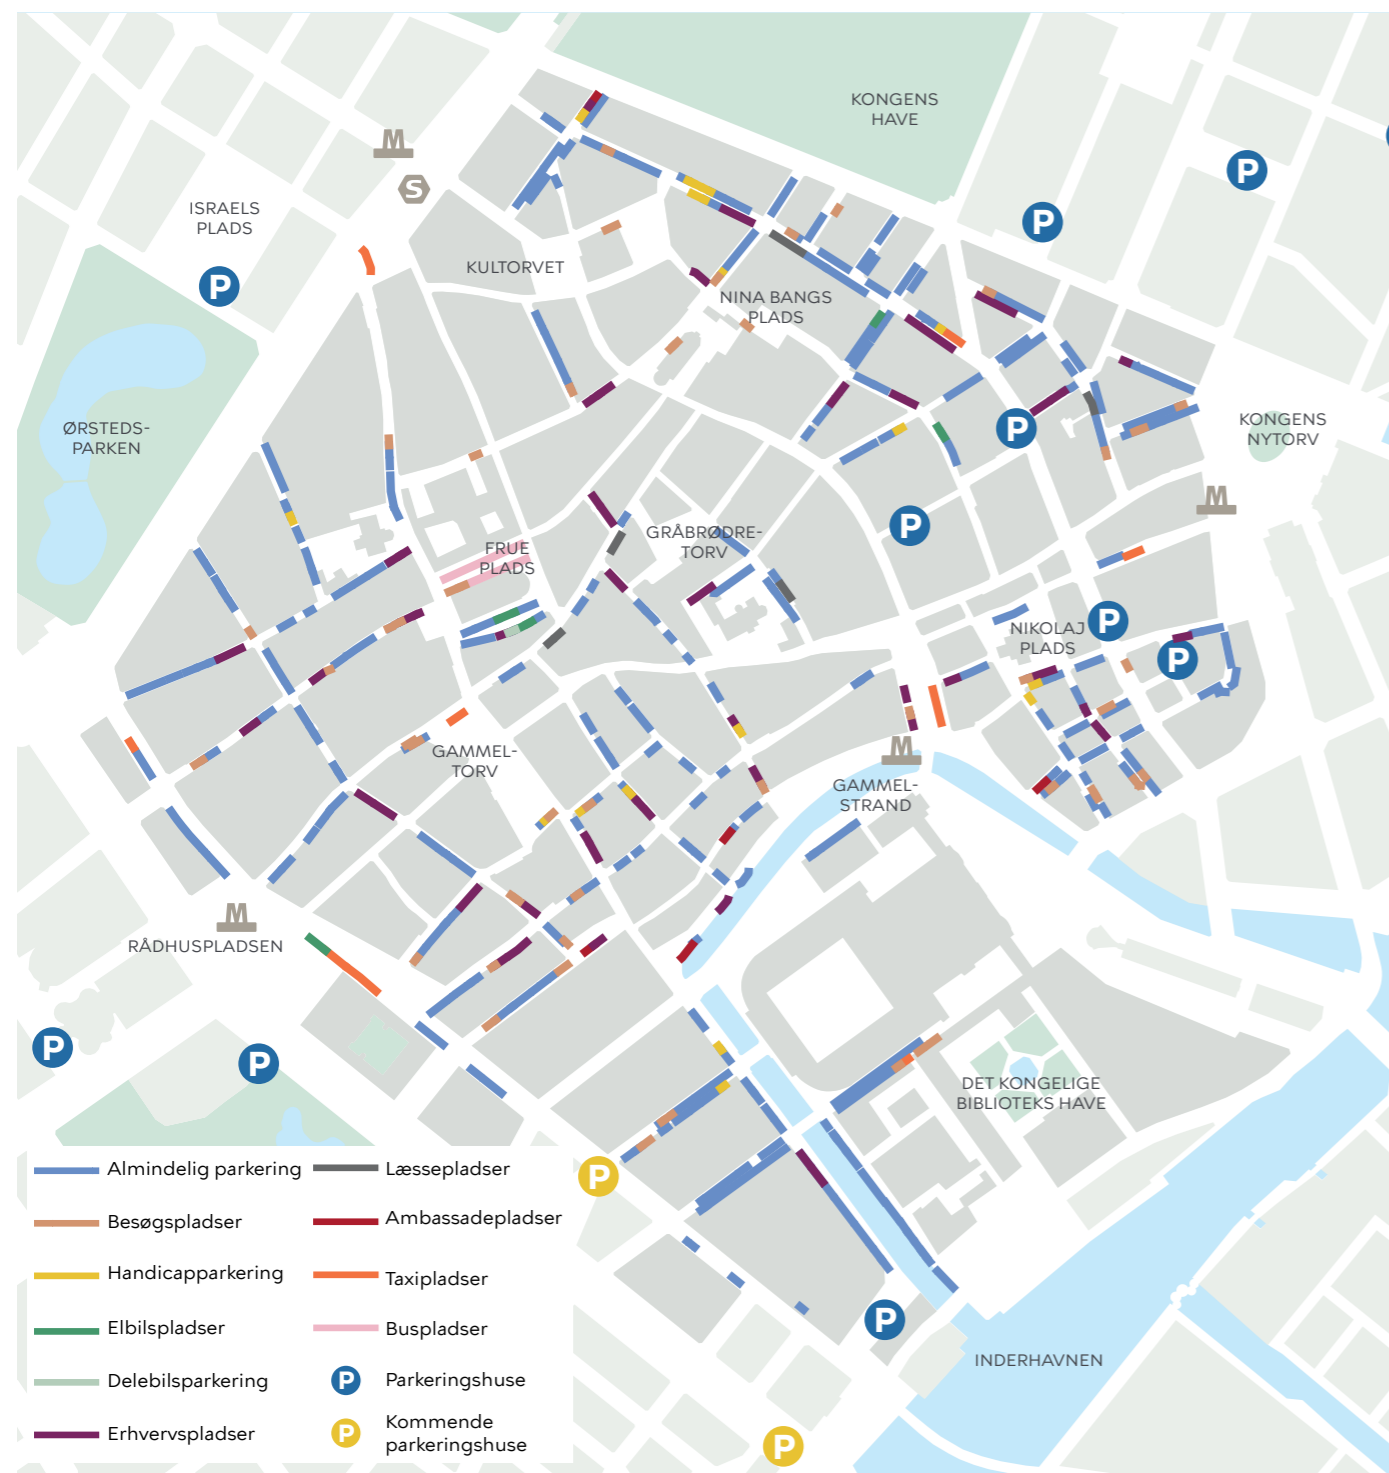 KONGENS
HAVE
M
P
S
P
ISRAELS
PLADS
P
KULTORVET
NINA BANGS
PLADS
ØRSTEDS-
PARKEN
P
KONGENS
NYTORV
M
P
GRÅBRØDRE-
TORV
FRUE
PLADS
P
NIKOLAJ
PLADS
P
GAMMEL-
TORV
M
GAMMEL-
STRAND
M
RÅDHUSPLADSEN
P
P
DET KONGELIGE
BIBLIOTEKS HAVE
P
P
INDERHAVNEN
P
Almindelig parkering
Besøgspladser
Handicapparkering
Elbilspladser
Delebilsparkering
Erhvervspladser
Læssepladser
Ambassadepladser
Taxipladser
Buspladser
P Parkeringshuse
P Kommende
parkeringshuse